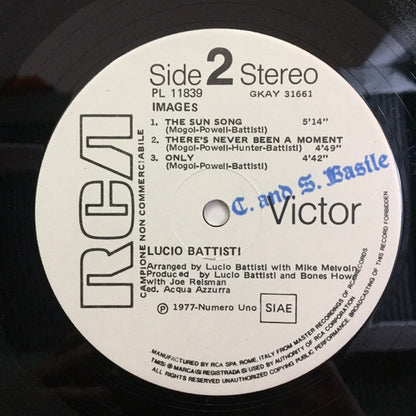 Side 2 Stereo
PL 11839
GKAY 31661
IMAGES
1. THE SUN SONG 5'14"
(Mogol-Powell-Battisti)
2. THERE'S NEVER BEEN A MOMENT
(Mogol-Powell-Hunter-Battisti) 4'49"
3. ONLY 4'42"
(Mogol-Powell-Battisti)
C. and S. Basile
RCA
Victor
CAMPIONE NON COMMERCIABILE
LUCIO BATTISTI
Arranged by Lucio Battisti with Mike Melvoin
Produced by Lucio Battisti and Bones Howe
with Joe Reisman
ed. Acqua Azzurra
℗ 1977-Numero Uno SIAE
MANUFACTURED BY RCA SPA, ROME, ITALY FROM MASTER RECORDINGS OF RCA RECORDS
TM(S) ® MARCA(S) REGISTRADA(S) USED BY AUTHORITY OF RCA CORPORATION
ALL RIGHTS RESERVED UNAUTHORIZED COPYING PUBLIC PERFORMANCE BROADCASTING OF THIS RECORD FORBIDDEN